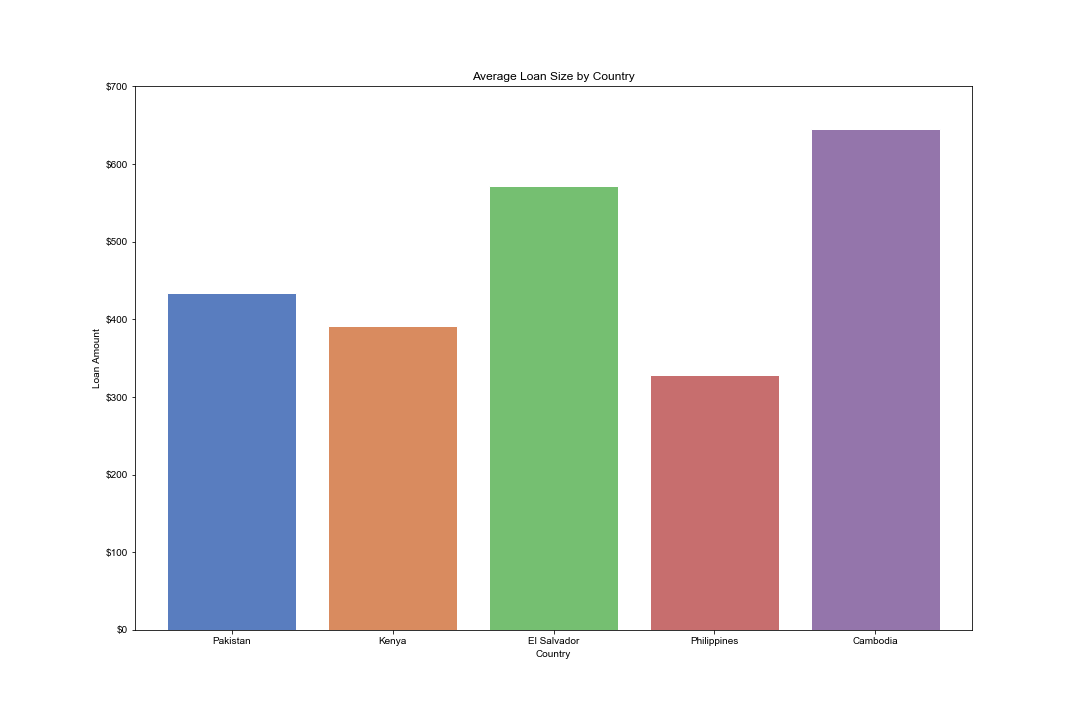 Average Loan Size by Country
$700
$600
$500
$400
$300
$200
$100
$0
Loan Amount
Pakistan Kenya El Salvador Philippines Cambodia
Country